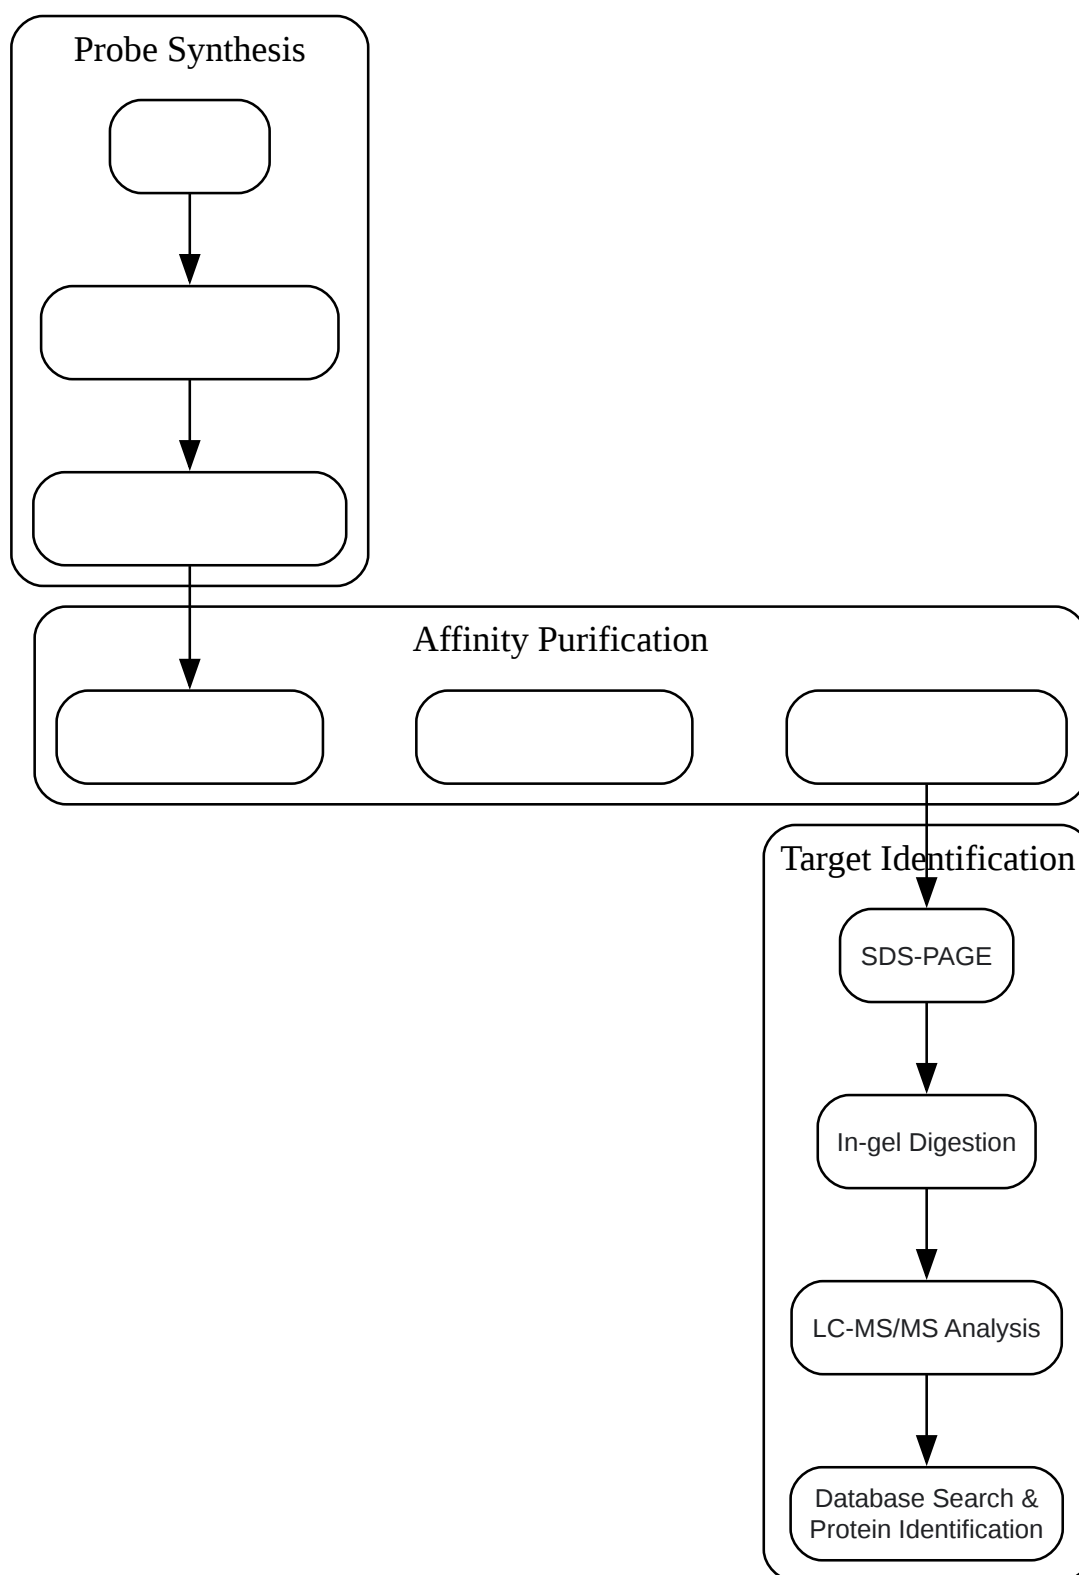 Probe Synthesis
Affinity Purification
Target Identification
SDS-PAGE
In-gel Digestion
LC-MS/MS Analysis
Database Search &
Protein Identification